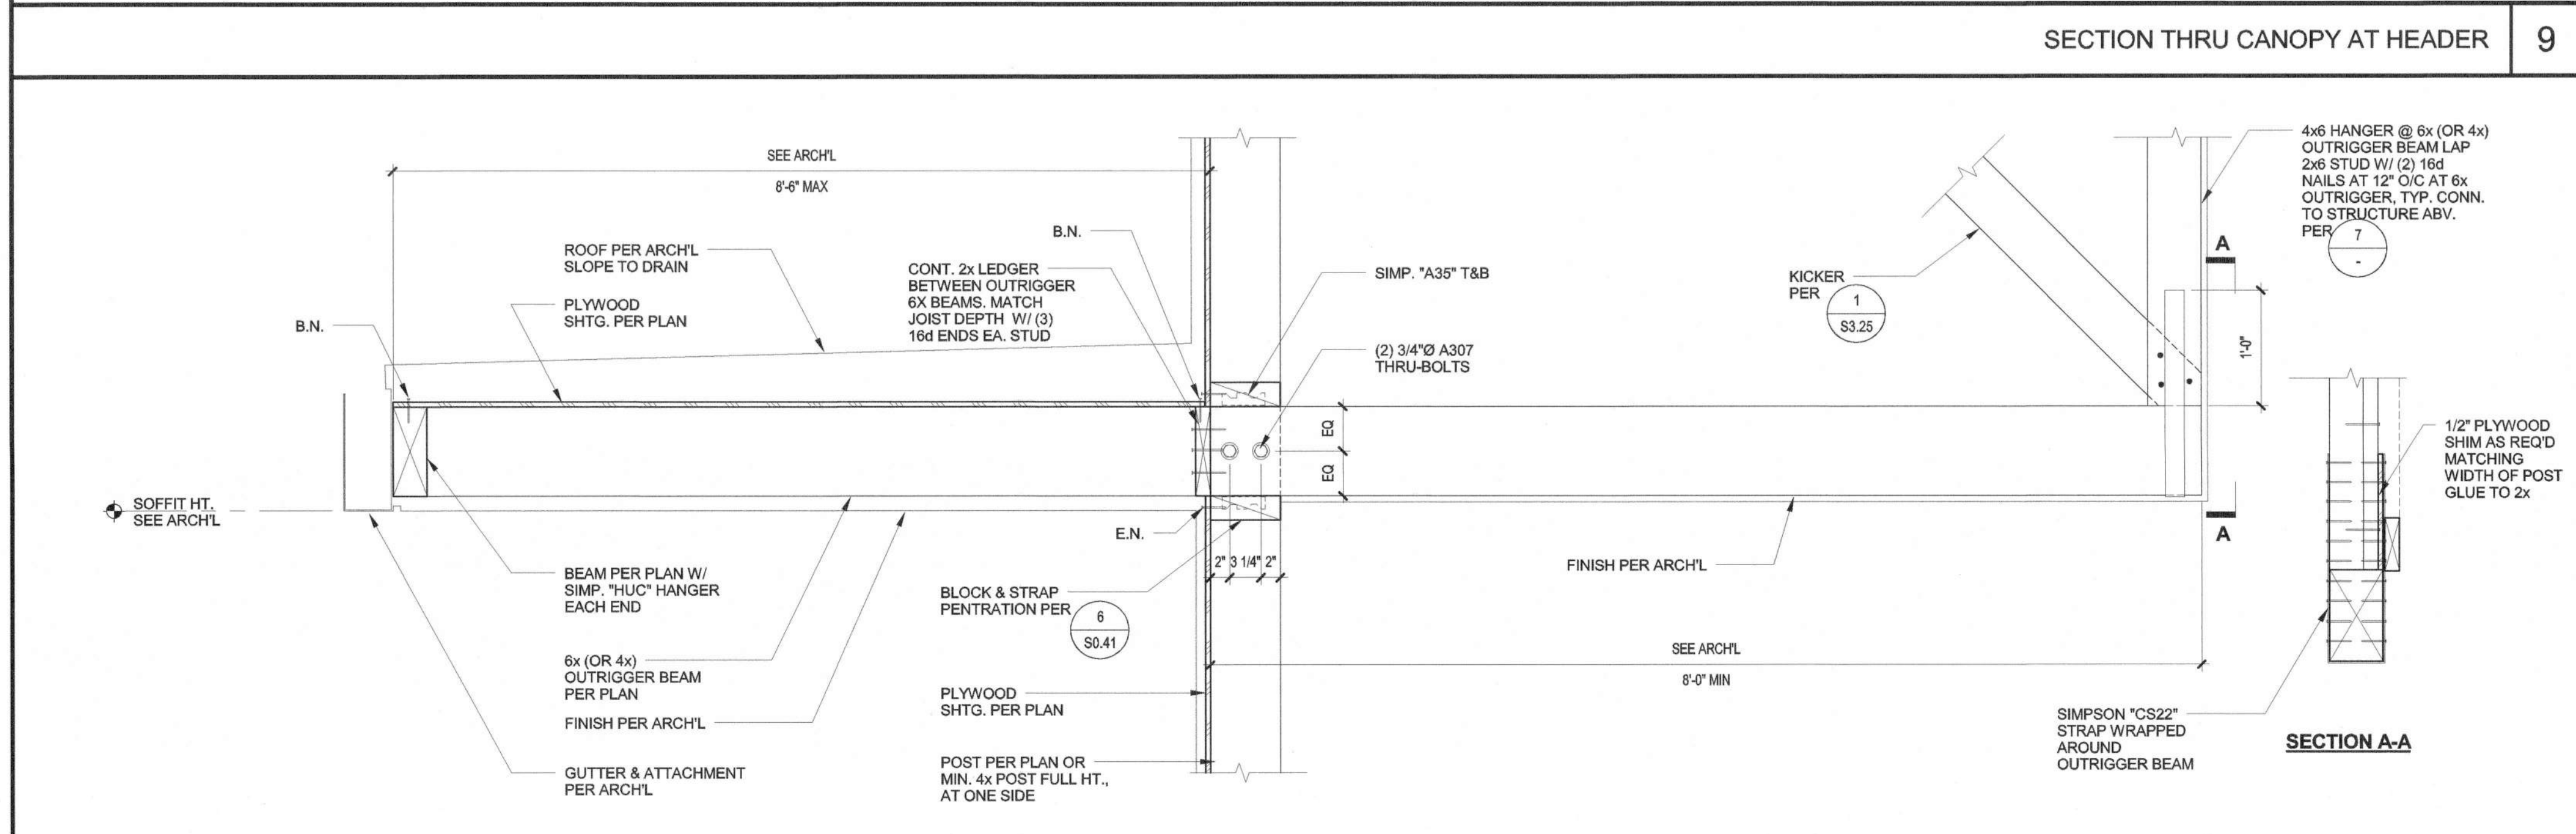 SECTION THRU CANOPY AT HEADER
9
SEE ARCH'L
8'-6" MAX
B.N.
ROOF PER ARCH'L
SLOPE TO DRAIN
PLYWOOD
SHTG. PER PLAN
B.N.
CONT. 2x LEDGER
BETWEEN OUTRIGGER
6X BEAMS. MATCH
JOIST DEPTH W/ (3)
16d ENDS EA. STUD
SIMP. "A35" T&B
(2) 3/4"Ø A307
THRU-BOLTS
KICKER
PER
1
S3.25
4x6 HANGER @ 6x (OR 4x)
OUTRIGGER BEAM LAP
2x6 STUD W/ (2) 16d
NAILS AT 12" O/C AT 6x
OUTRIGGER, TYP. CONN.
TO STRUCTURE ABV.
PER
7
-
A
1'-0"
EQ
EQ
1/2" PLYWOOD
SHIM AS REQ'D
MATCHING
WIDTH OF POST
GLUE TO 2x
SOFFIT HT.
SEE ARCH'L
A
E.N.
2" 3 1/4" 2"
FINISH PER ARCH'L
BEAM PER PLAN W/
SIMP. "HUC" HANGER
EACH END
BLOCK & STRAP
PENTRATION PER
6
S0.41
6x (OR 4x)
OUTRIGGER BEAM
PER PLAN
SEE ARCH'L
8'-0" MIN
PLYWOOD
SHTG. PER PLAN
FINISH PER ARCH'L
SIMPSON "CS22"
STRAP WRAPPED
AROUND
OUTRIGGER BEAM
SECTION A-A
POST PER PLAN OR
MIN. 4x POST FULL HT.,
AT ONE SIDE
GUTTER & ATTACHMENT
PER ARCH'L